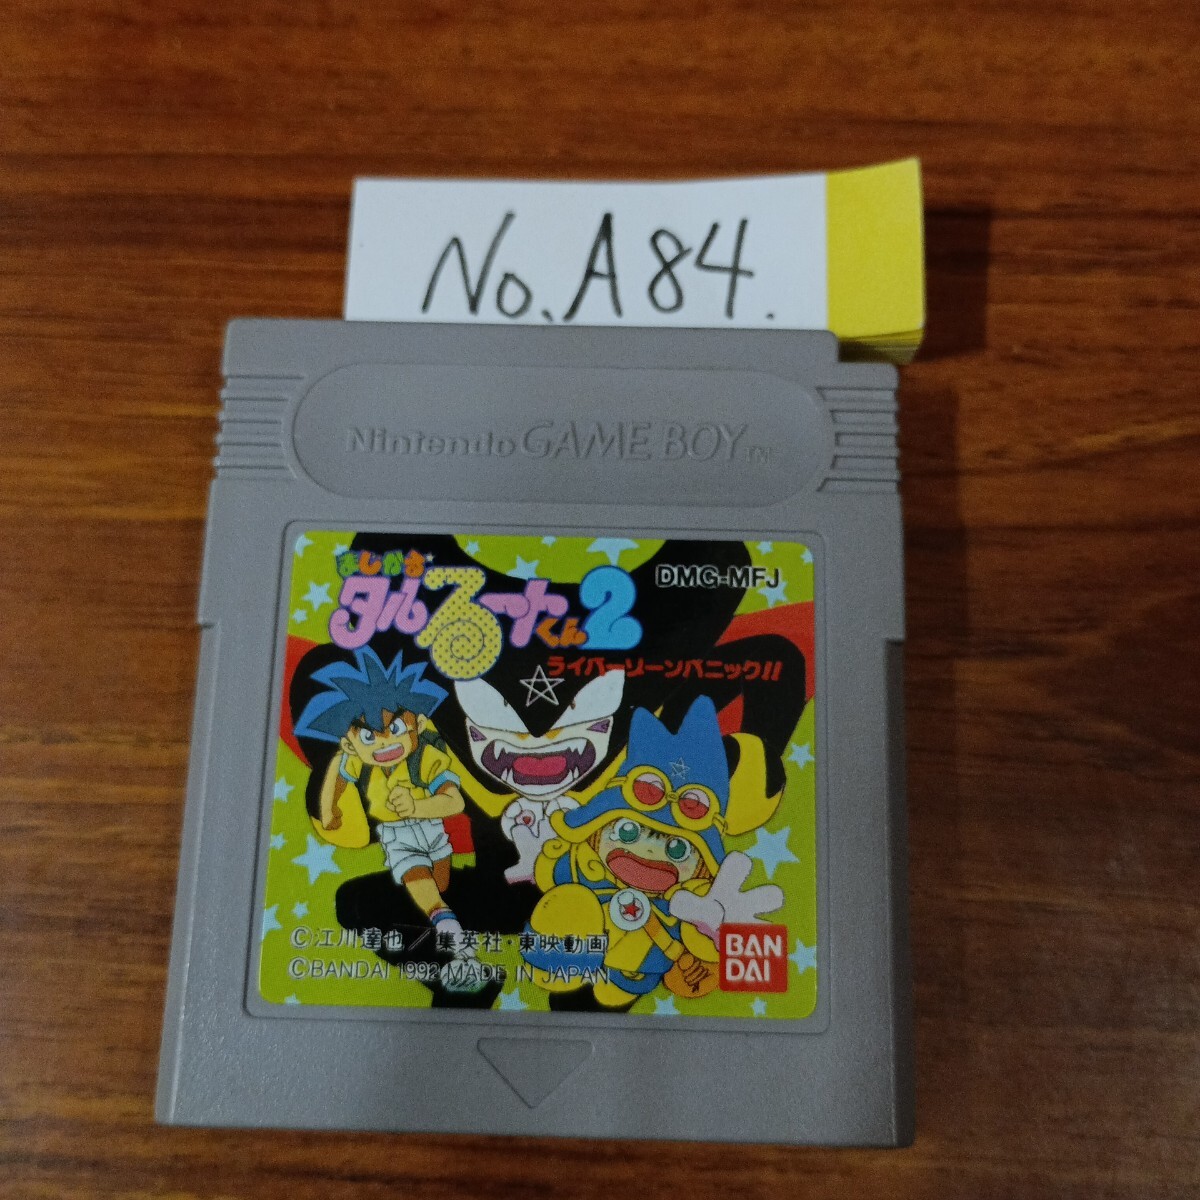 No. A84.
Nintendo GAME BOY TM
まじかる
タルるートくん2
DMG-MFJ
ライバーゾーンパニック!!
©江川達也/集英社・東映動画
©BANDAI 1992 MADE IN JAPAN
BAN
DAI